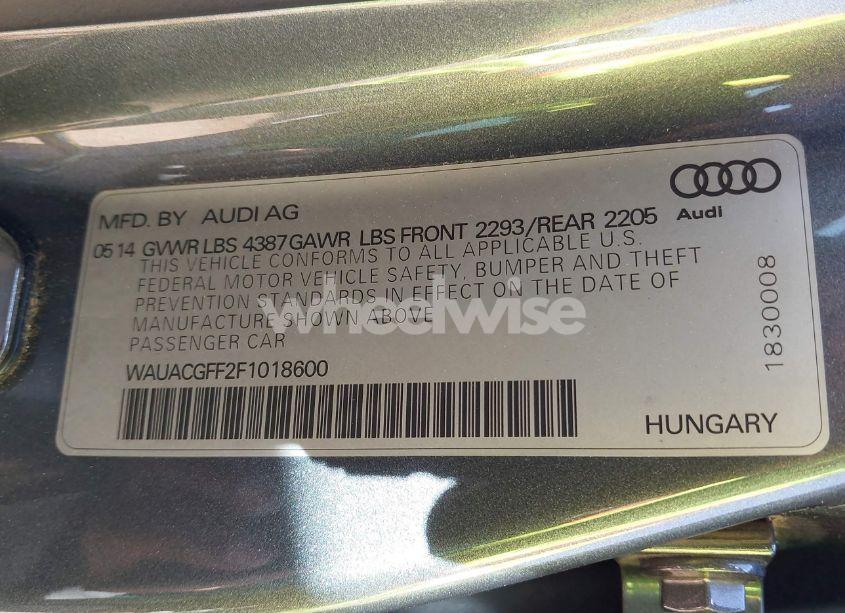 MFD. BY AUDI AG
0514 GVWR LBS 4387 GAWR LBS FRONT 2293/REAR 2205
Audi
THIS VEHICLE CONFORMS TO ALL APPLICABLE U.S.
FEDERAL MOTOR VEHICLE SAFETY, BUMPER AND THEFT
PREVENTION STANDARDS IN EFFECT ON THE DATE OF
MANUFACTURE SHOWN ABOVE
PASSENGER CAR
WAUACGFF2F1018600
HUNGARY
1830008
wheelwise